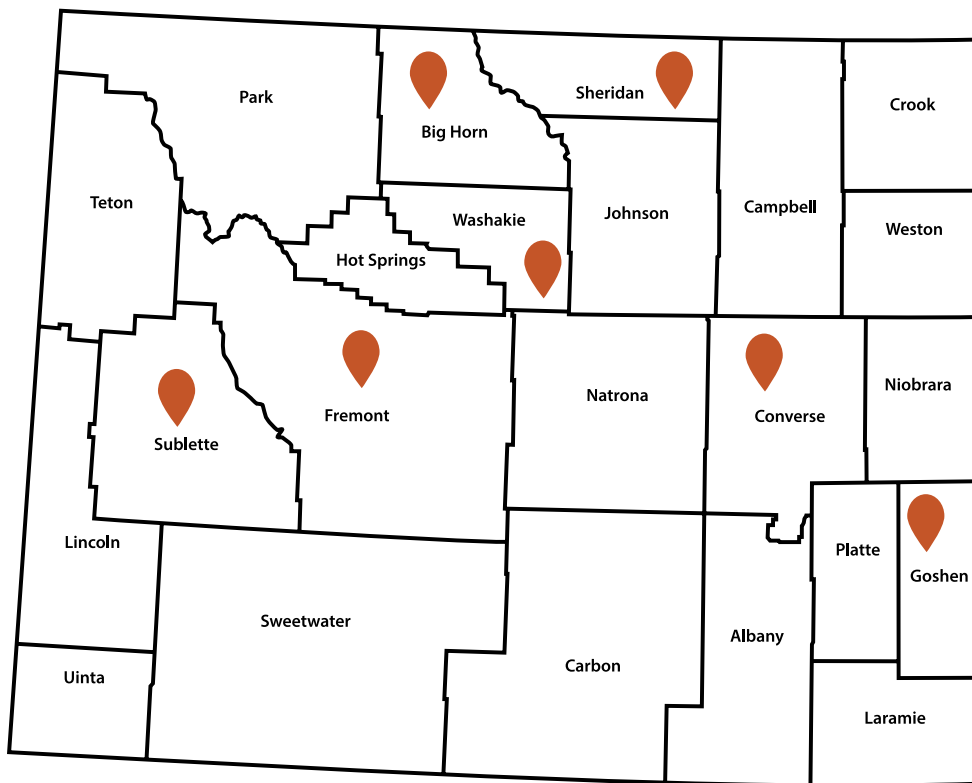 Park
Big Horn
Sheridan
Crook
Teton
Washakie
Johnson
Campbell
Weston
Hot Springs
Sublette
Fremont
Natrona
Converse
Niobrara
Lincoln
Sweetwater
Carbon
Albany
Platte
Goshen
Uinta
Laramie